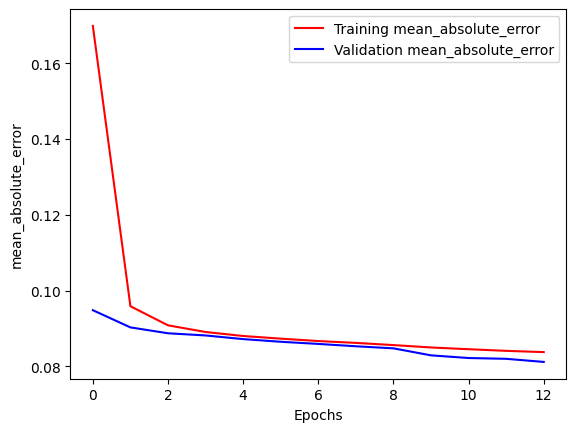 Training mean_absolute_error
Validation mean_absolute_error
mean_absolute_error
0.16
0.14
0.12
0.10
0.08
0 2 4 6 8 10 12
Epochs